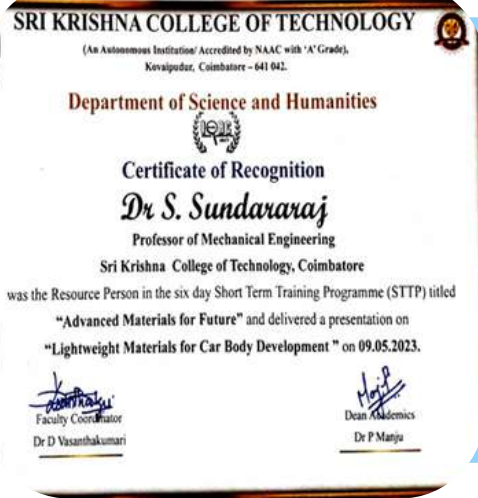 SRI KRISHNA COLLEGE OF TECHNOLOGY
(An Autonomous Institution/ Accredited by NAAC with ‘A’ Grade),
Kovaipudur, Coimbatore – 641 042.
Department of Science and Humanities
Certificate of Recognition
Dr S. Sundararaj
Professor of Mechanical Engineering
Sri Krishna College of Technology, Coimbatore
was the Resource Person in the six day Short Term Training Programme (STTP) titled
“Advanced Materials for Future” and delivered a presentation on
“Lightweight Materials for Car Body Development ” on 09.05.2023.
Faculty Coordinator
Dr D Vasanthakumari
Dean Academics
Dr P Manju